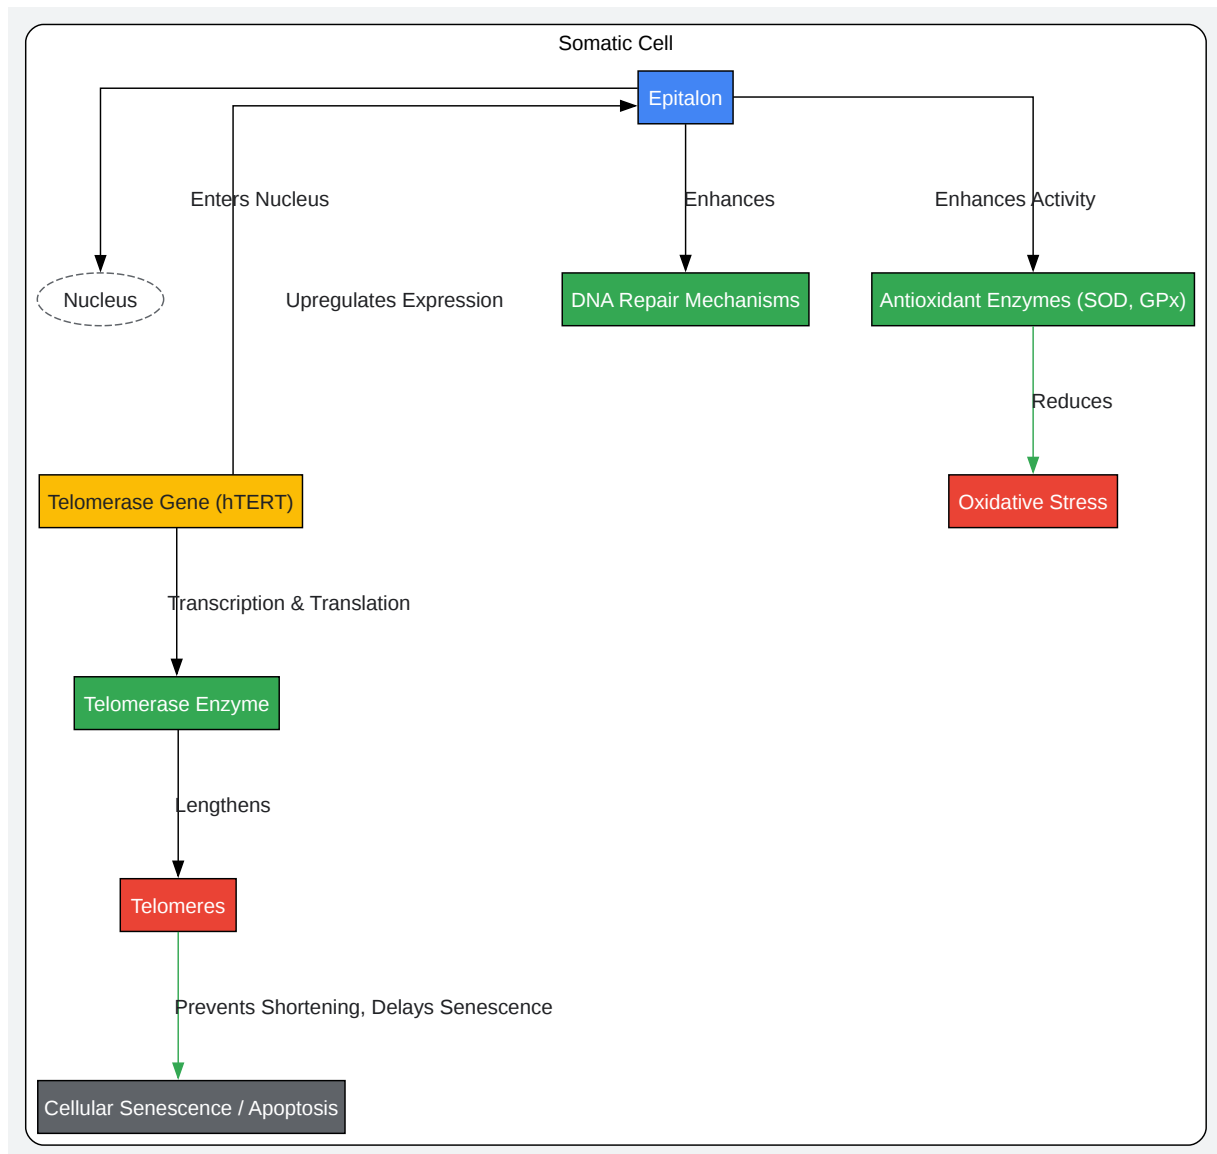 Somatic Cell
Epitalon
Enters Nucleus
Enhances
Enhances Activity
Nucleus
Upregulates Expression
DNA Repair Mechanisms
Antioxidant Enzymes (SOD, GPx)
Reduces
Telomerase Gene (hTERT)
Oxidative Stress
Transcription & Translation
Telomerase Enzyme
Lengthens
Telomeres
Prevents Shortening, Delays Senescence
Cellular Senescence / Apoptosis